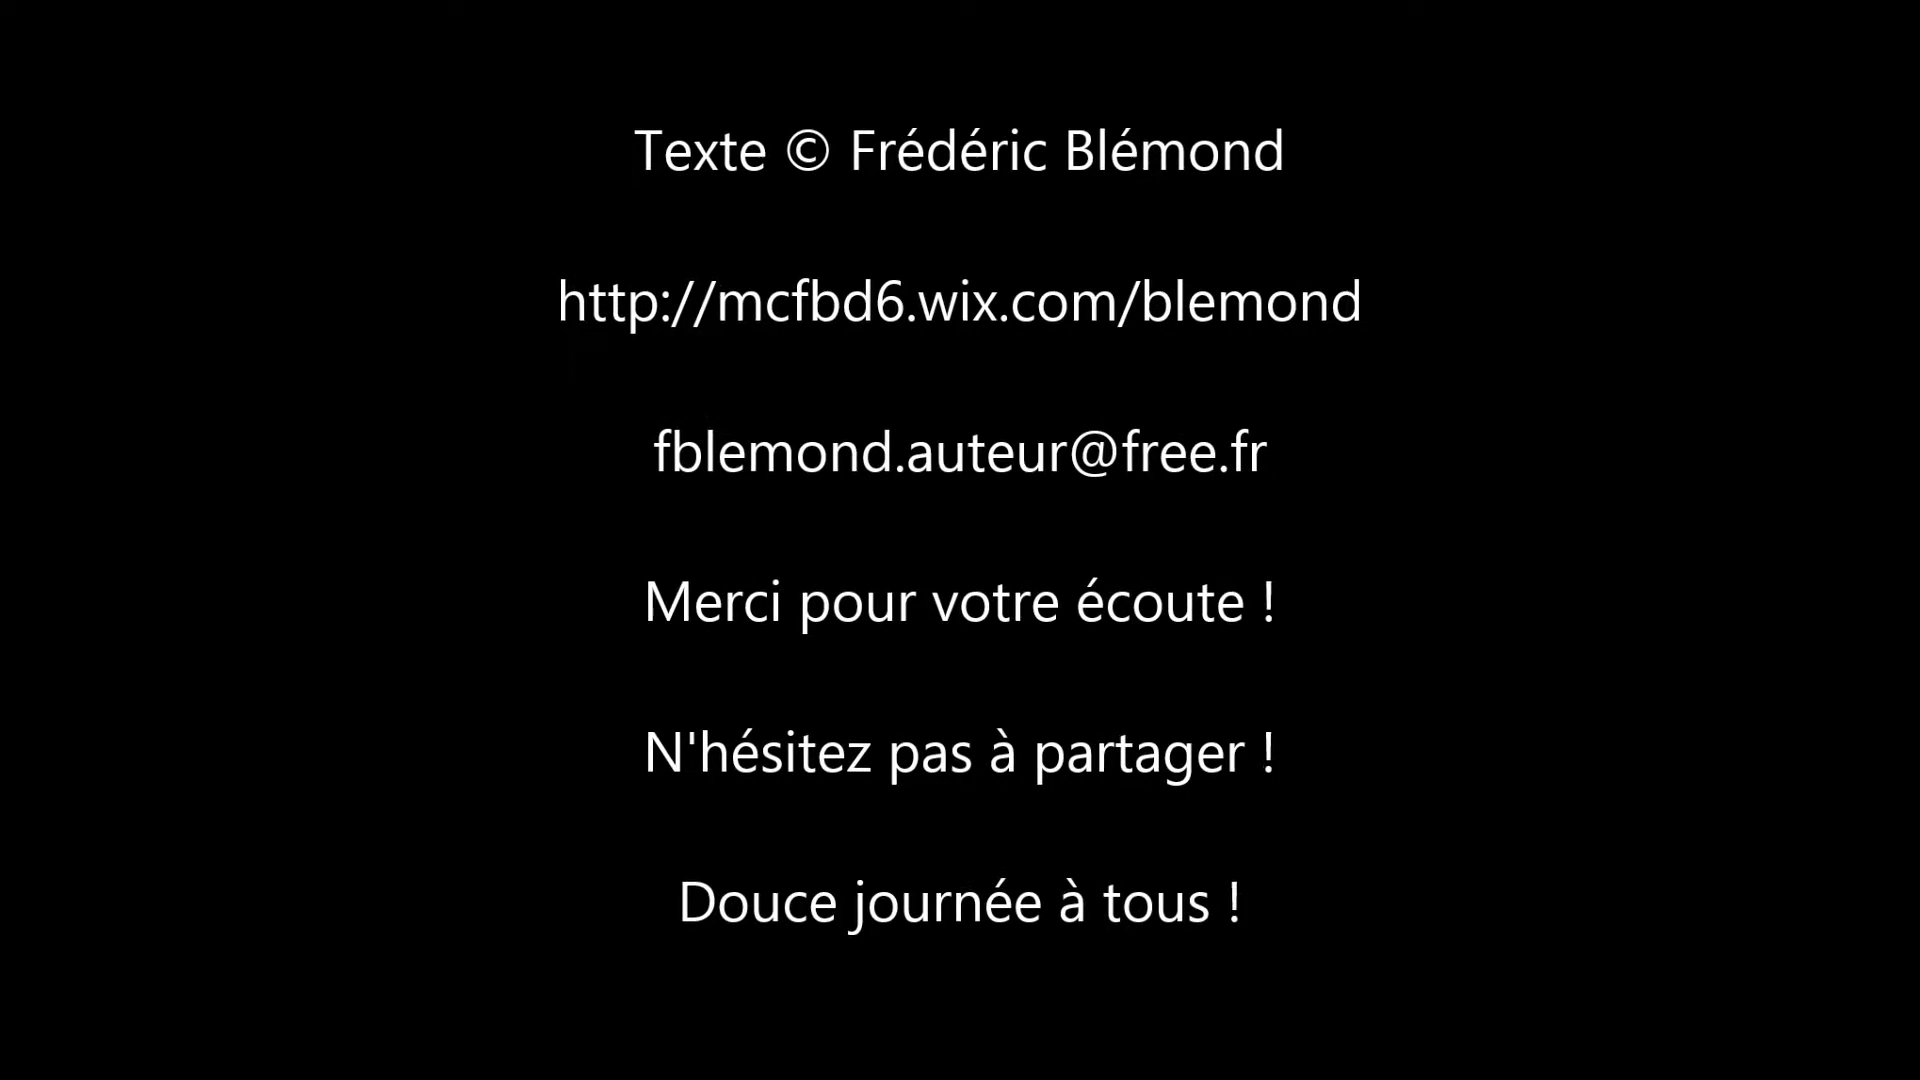 Texte © Frédéric Blémond
http://mcfbd6.wix.com/blemond
fblemond.auteur@free.fr
Merci pour votre écoute !
N'hésitez pas à partager !
Douce journée à tous !